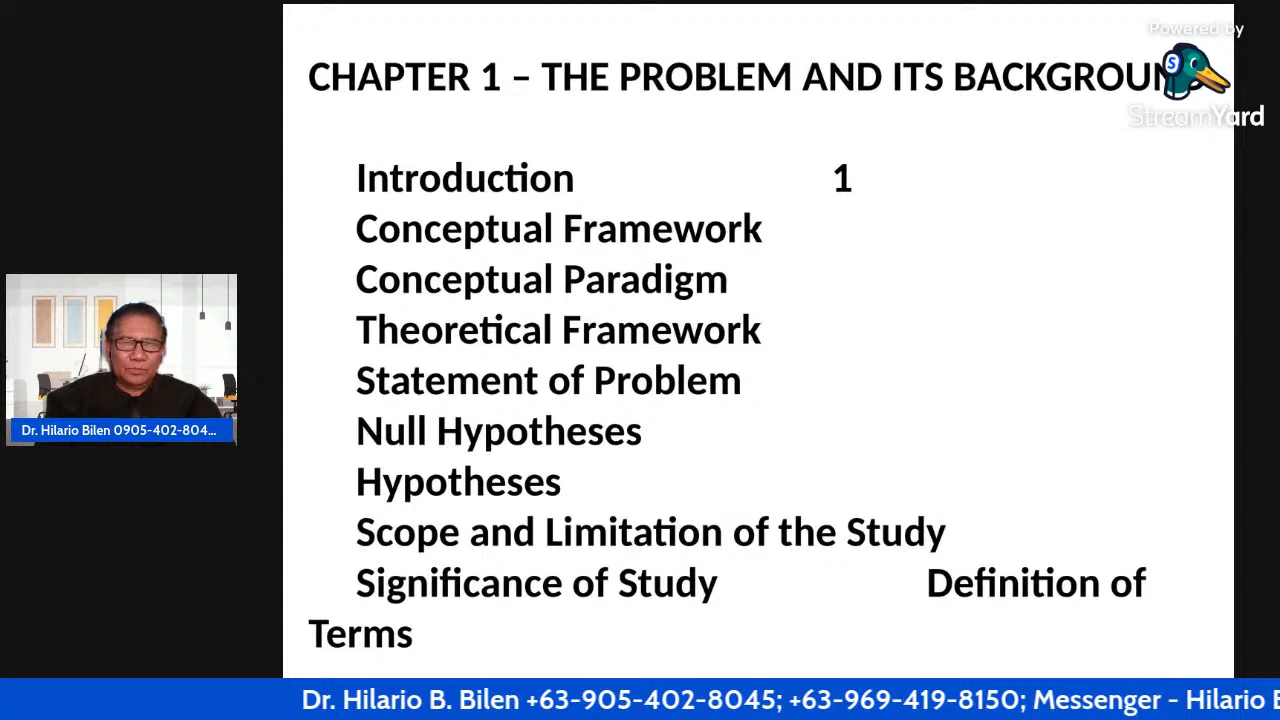 Powered by
StreamYard
CHAPTER 1 – THE PROBLEM AND ITS BACKGROUN
Introduction 1
Conceptual Framework
Conceptual Paradigm
Theoretical Framework
Statement of Problem
Null Hypotheses
Hypotheses
Scope and Limitation of the Study
Significance of Study Definition of
Terms
Dr. Hilario Bilen 0905-402-804...
Dr. Hilario B. Bilen +63-905-402-8045; +63-969-419-8150; Messenger - Hilario